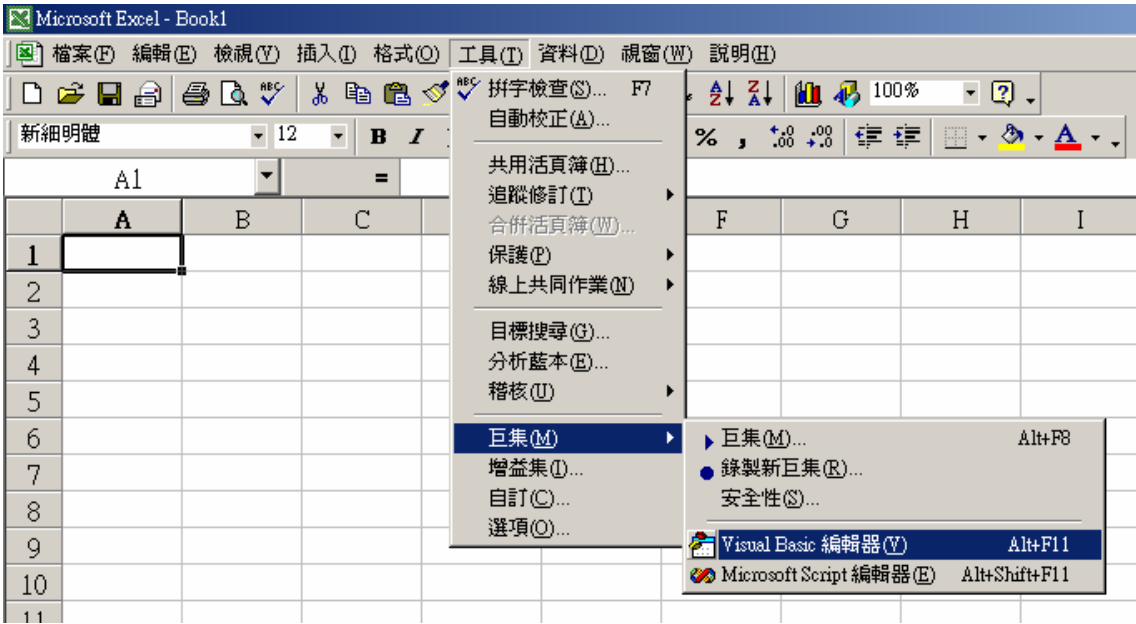 Microsoft Excel - Book1
檔案(F) 編輯(E) 檢視(V) 插入(I) 格式(O) 工具(T) 資料(D) 視窗(W) 說明(H)
100%
新細明體 12 B I % ,
A1 =
A B C F G H I
1
2
3
4
5
6
7
8
9
10
11
ABC 拼字檢查(S)... F7
自動校正(A)...
共用活頁簿(H)...
追蹤修訂(T)
合併活頁簿(W)...
保護(P)
線上共同作業(N)
目標搜尋(G)...
分析藍本(E)...
稽核(U)
巨集(M)
增益集(I)...
自訂(C)...
選項(O)...
巨集(M)... Alt+F8
錄製新巨集(R)...
安全性(S)...
Visual Basic 編輯器(V) Alt+F11
Microsoft Script 編輯器(E) Alt+Shift+F11